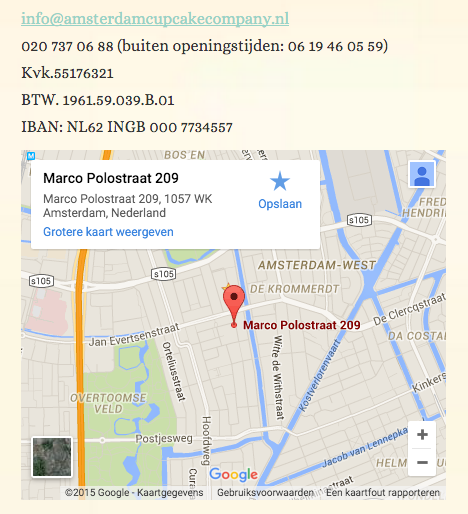 info@amsterdamcupcakecompany.nl
020 737 06 88 (buiten openingstijden: 06 19 46 05 59)
Kvk.55176321
BTW. 1961.59.039.B.01
IBAN: NL62 INGB 000 7734557
BOS EN
Marco Polostraat 209
Marco Polostraat 209, 1057 WK
Amsterdam, Nederland
Opslaan
Grotere kaart weergeven
FRED
HENDRI
s105
AMSTERDAM-WEST
s105
s105
DE KROMMERDT
De Clercqstraat
Marco Polostraat 209
Jan Evertsenstraat
DA COSTA
Orteliusstraat
Witte de Withstraat
Kostverlorenvaart
Kinkers
OVERTOOMSE
VELD
Hoofdweg
Postjesweg
Jacob van Lennepka
HELM
Cura
Google
©2015 Google - Kaartgegevens Gebruiksvoorwaarden Een kaartfout rapporteren